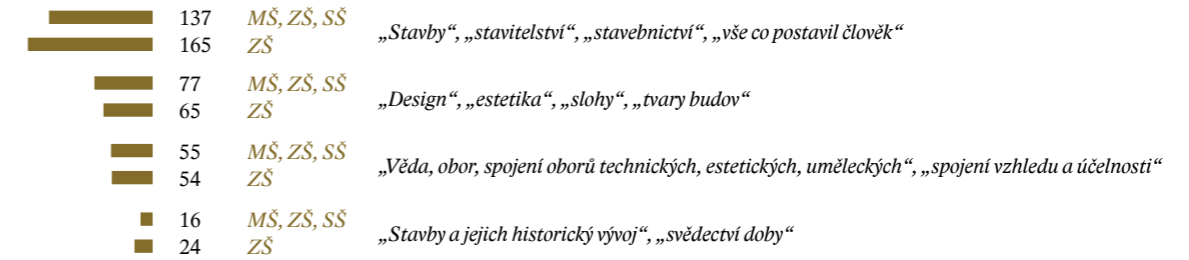 137 MŠ, ZŠ, SŠ
165 ZŠ
„Stavby“, „stavitelství“, „stavebnictví“, „vše co postavil člověk“
77 MŠ, ZŠ, SŠ
65 ZŠ
„Design“, „estetika“, „slohy“, „tvary budov“
55 MŠ, ZŠ, SŠ
54 ZŠ
„Věda, obor, spojení oborů technických, estetických, uměleckých“, „spojení vzhledu a účelnosti“
16 MŠ, ZŠ, SŠ
24 ZŠ
„Stavby a jejich historický vývoj“, „svědectví doby“